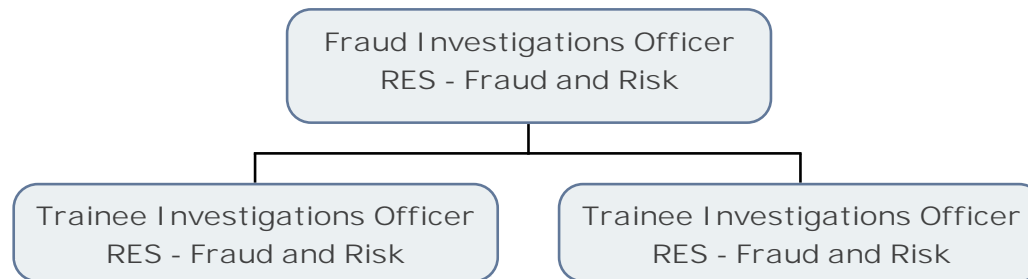 Fraud Investigations Officer
RES - Fraud and Risk
Trainee Investigations Officer
RES - Fraud and Risk
Trainee Investigations Officer
RES - Fraud and Risk